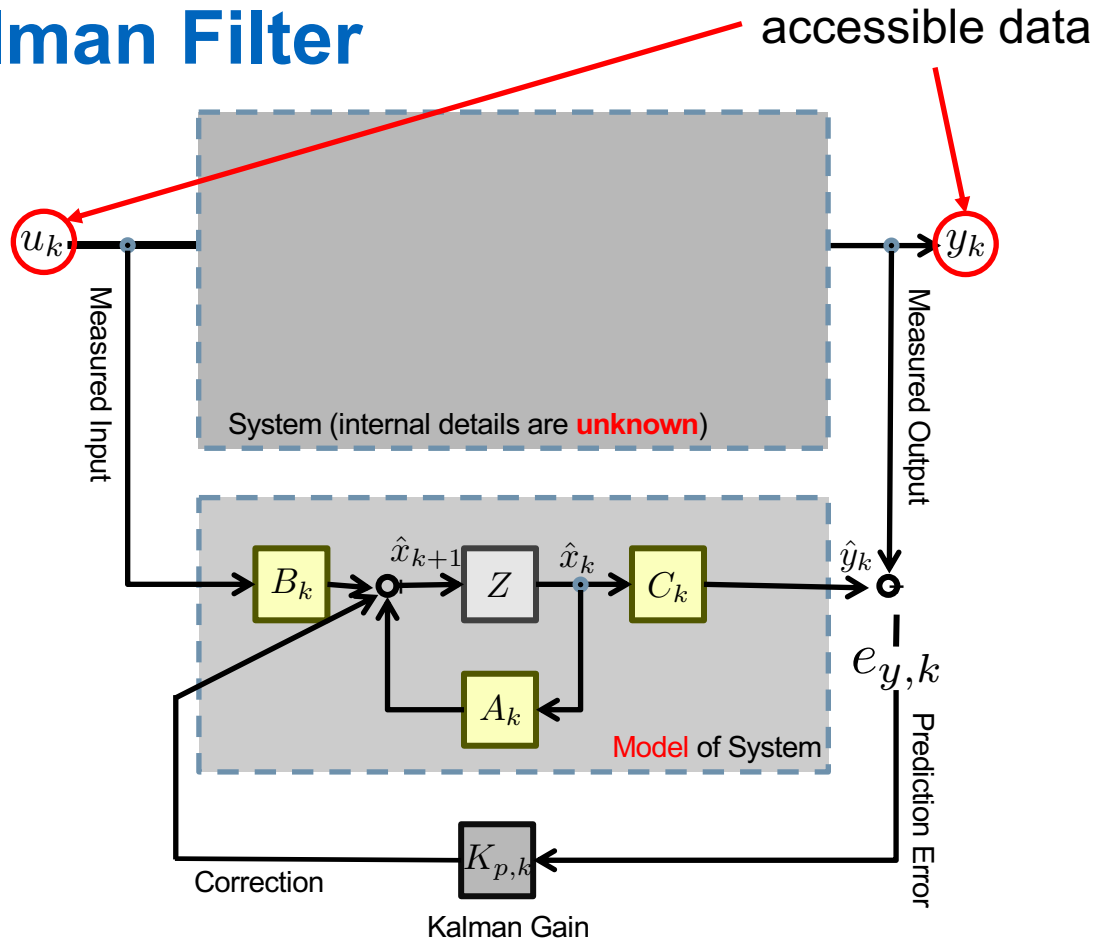 lman Filter
accessible data
u_k
y_k
Measured Input
Measured Output
System (internal details are unknown)
B_k
x̂_{k+1}
Z
x̂_k
C_k
ŷ_k
A_k
e_{y,k}
Model of System
Prediction Error
K_{p,k}
Correction
Kalman Gain